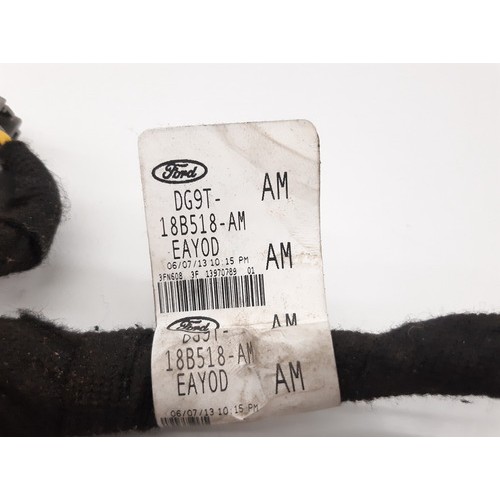 Ford
DG9T- AM
18B518-AM
EAYOD AM
06/07/13 10:15 PM
3FN608 3F 13970789 01
Ford AM
DG9T-
18B518-AM
EAYOD AM
06/07/13 10:15 PM